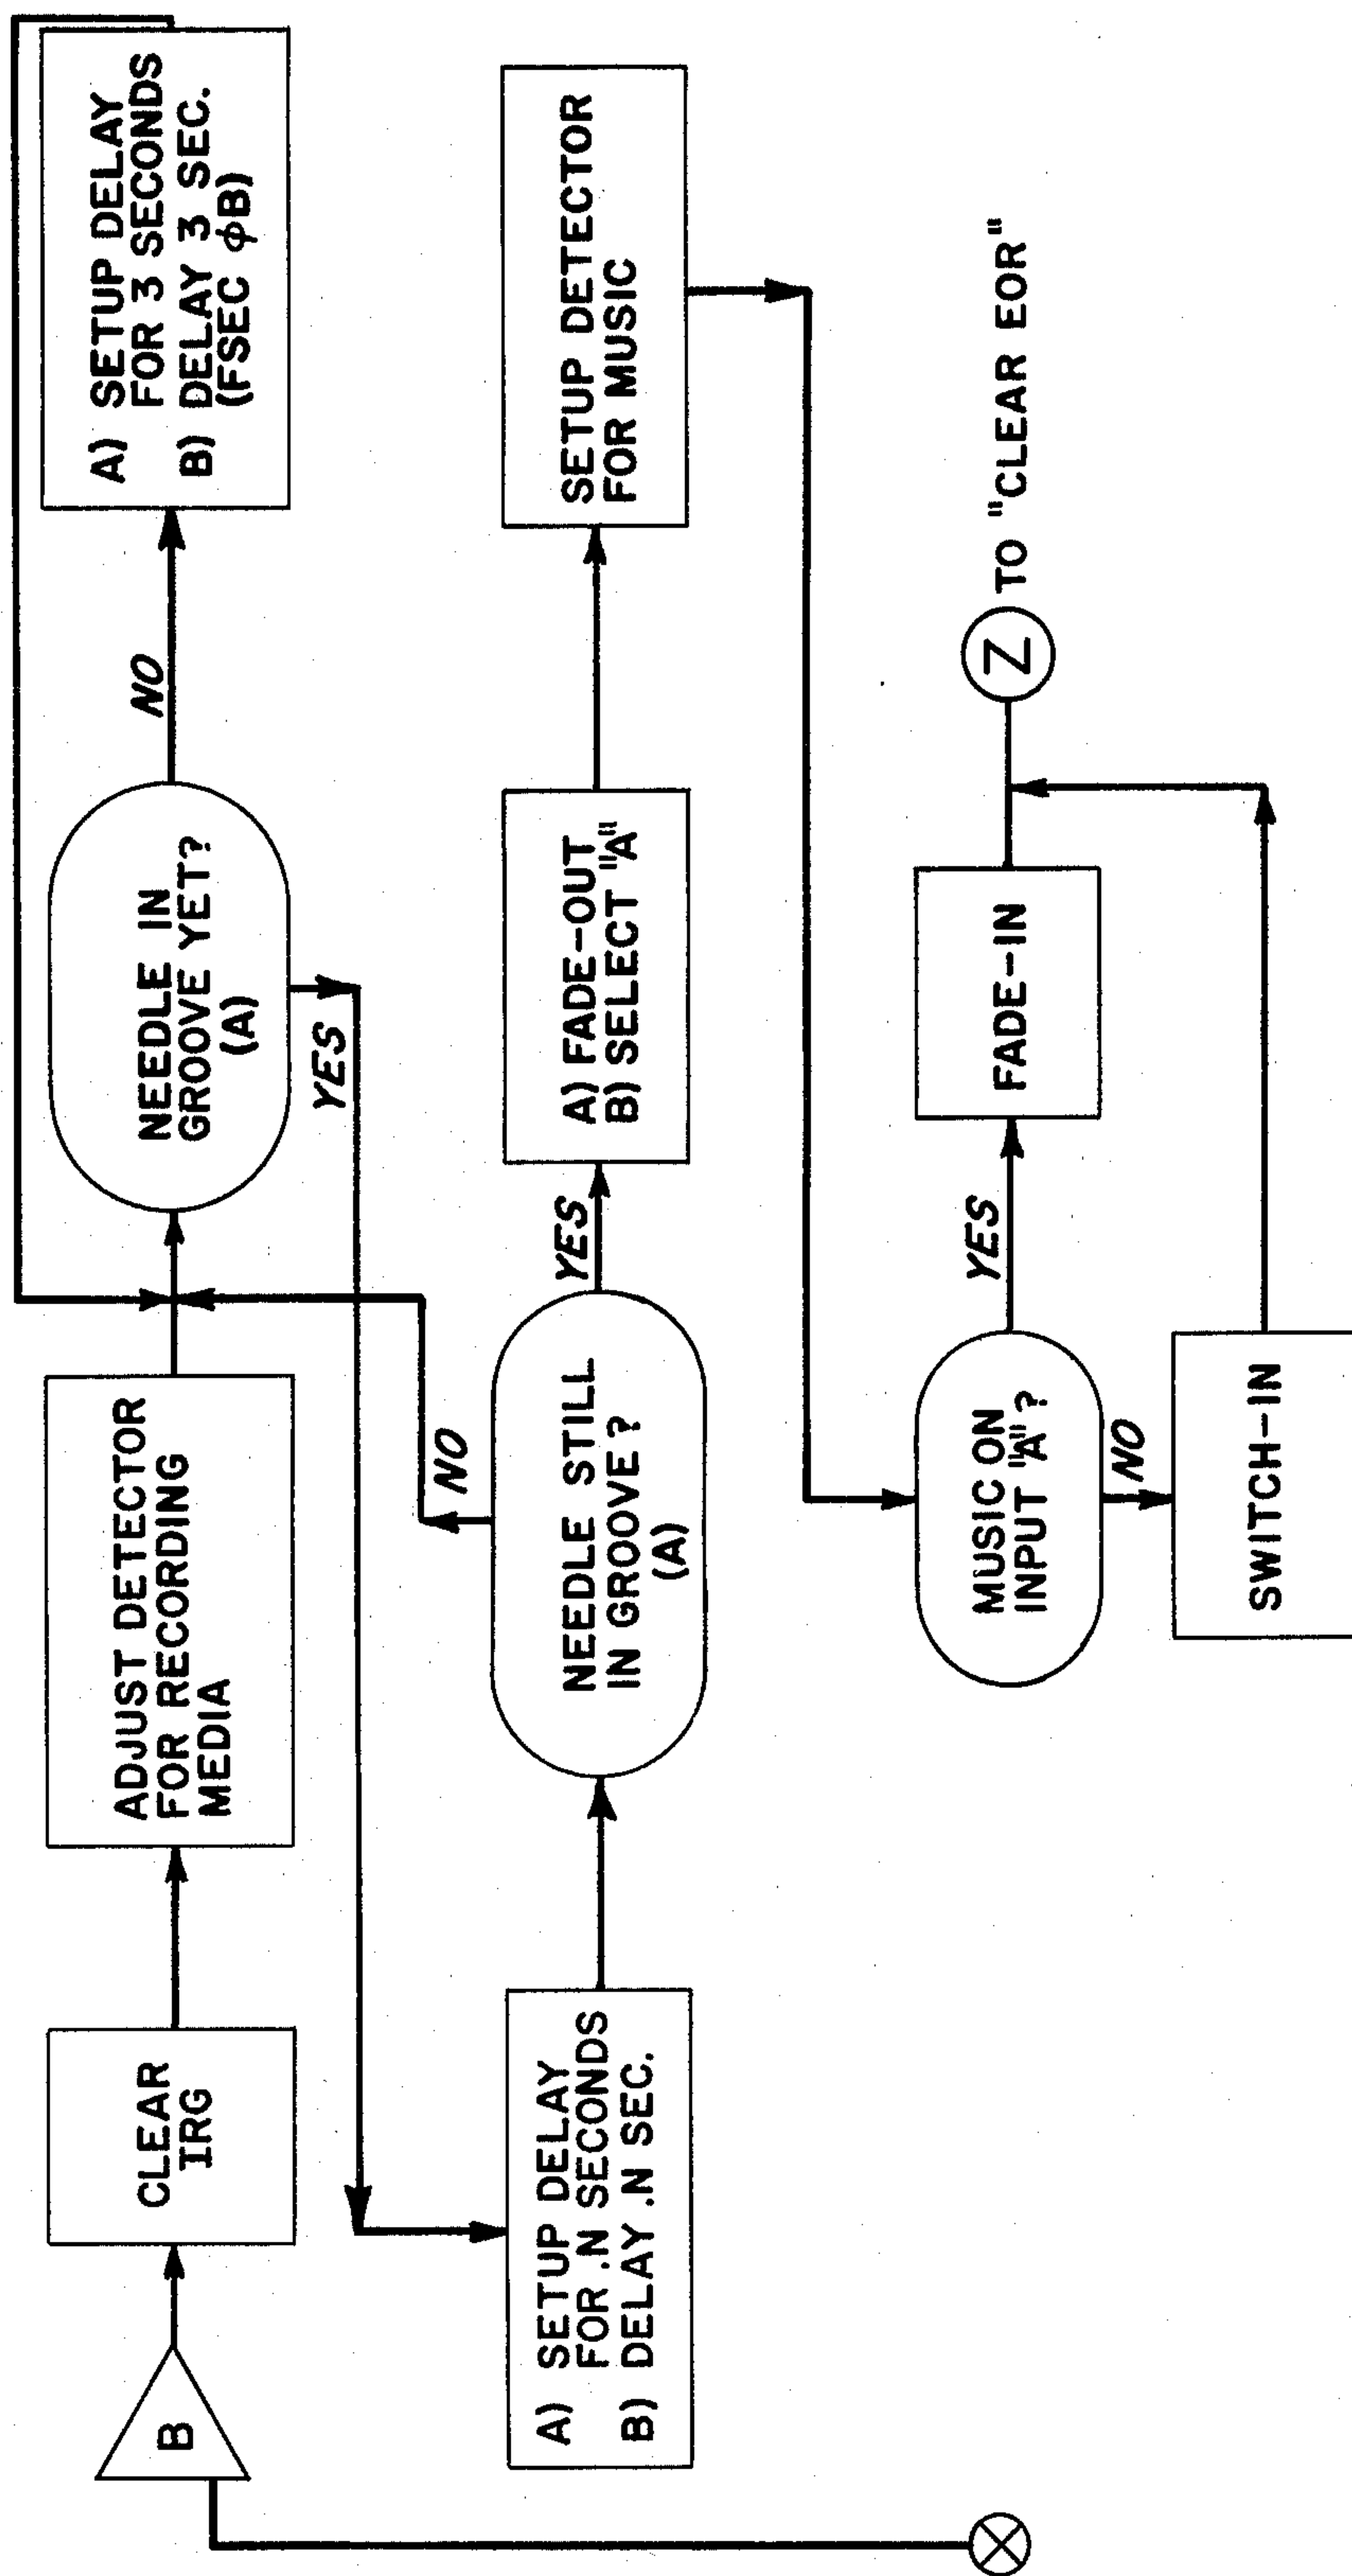 B
CLEAR
IRG
ADJUST DETECTOR
FOR RECORDING
MEDIA
NEEDLE IN
GROOVE YET?
(A)
NO
A) SETUP DELAY
FOR 3 SECONDS
B) DELAY 3 SEC.
(FSEC ϕB)
YES
A) SETUP DELAY
FOR .N SECONDS
B) DELAY .N SEC.
NEEDLE STILL
IN GROOVE?
(A)
NO
YES
A) FADE-OUT
B) SELECT "A"
SETUP DETECTOR
FOR MUSIC
MUSIC ON
INPUT "A"?
YES
NO
FADE-IN
SWITCH-IN
Z TO "CLEAR EOR"